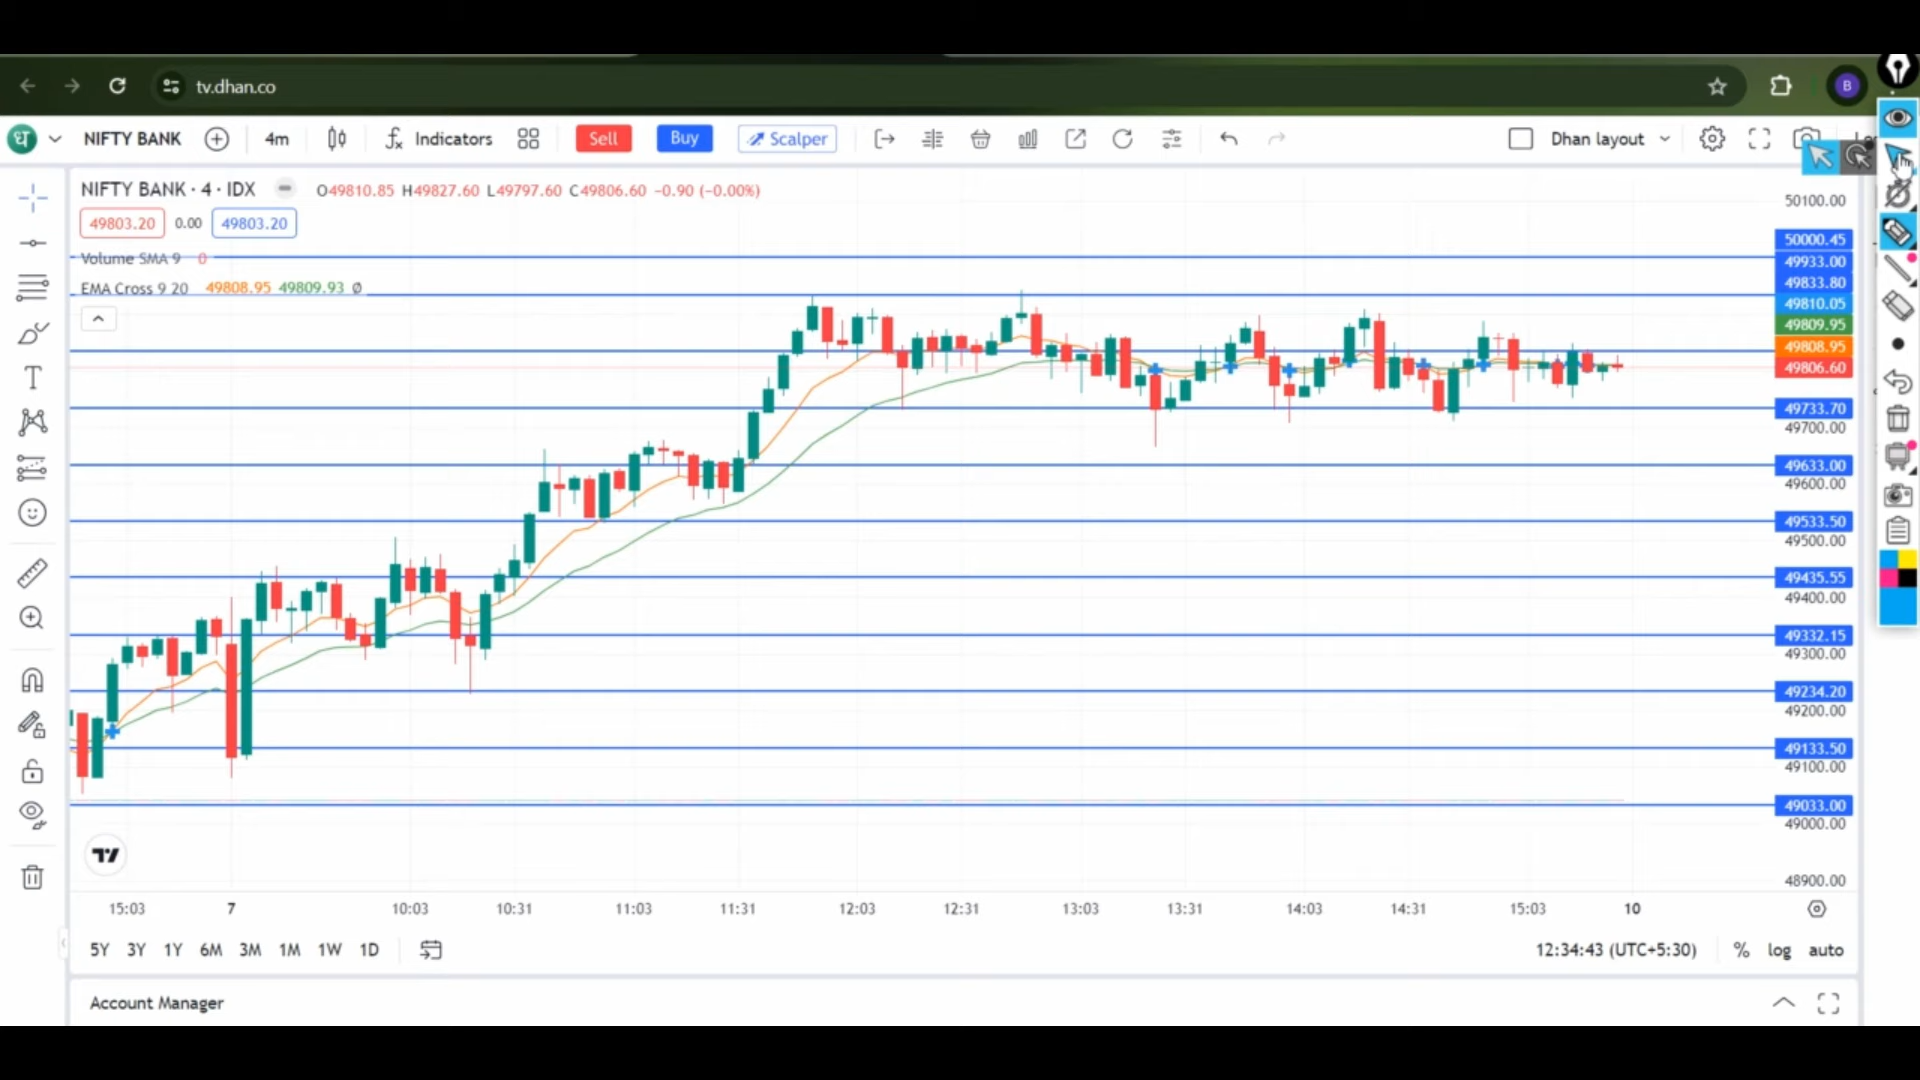 tv.dhan.co
B
धा NIFTY BANK 4m Indicators Sell Buy Scalper Dhan layout
NIFTY BANK · 4 · IDX O49810.85 H49827.60 L49797.60 C49806.60 −0.90 (−0.00%)
49803.20 0.00 49803.20
Volume SMA 9 0
EMA Cross 9 20 49808.95 49809.93 Ø
50100.00
50000.45
49933.00
49833.80
49810.05
49809.95
49808.95
49806.60
49733.70
49700.00
49633.00
49600.00
49533.50
49500.00
49435.55
49400.00
49332.15
49300.00
49234.20
49200.00
49133.50
49100.00
49033.00
49000.00
48900.00
15:03 7 10:03 10:31 11:03 11:31 12:03 12:31 13:03 13:31 14:03 14:31 15:03 10
5Y 3Y 1Y 6M 3M 1M 1W 1D 12:34:43 (UTC+5:30) % log auto
Account Manager